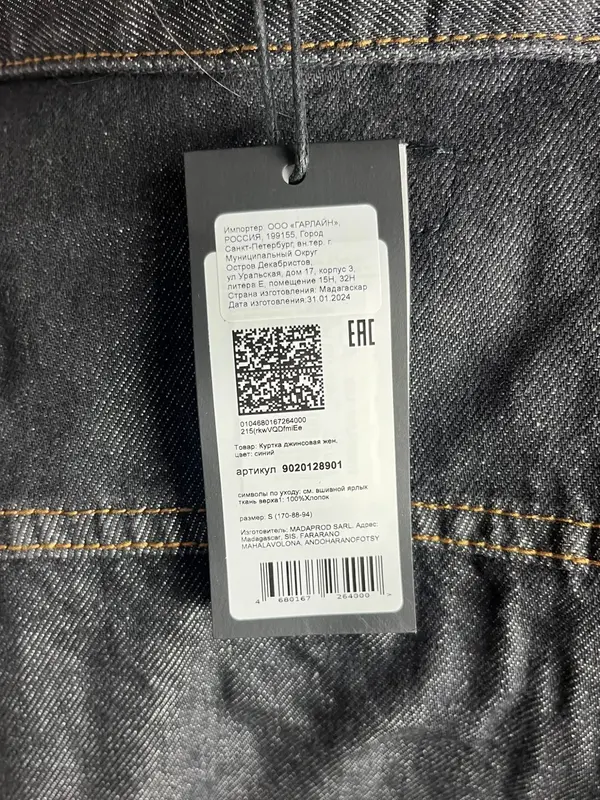 Импортер: ООО «ГАРЛАЙН»,
РОССИЯ, 199155, Город
Санкт-Петербург, вн.тер. г.
Муниципальный Округ
Остров Декабристов,
ул Уральская, дом 17, корпус 3,
литера Е, помещение 15Н, 32Н
Страна изготовления: Мадагаскар
Дата изготовления:31.01.2024
EAC
0104680167264000
215(rkwVQDfmIEe
Товар: Куртка джинсовая жен,
цвет: синий
артикул 9020128901
символы по уходу: см. вшивной ярлык
ткань верха1: 100%Хлопок
размер: S (170-88-94)
Изготовитель: MADAPROD SARL. Адрес:
Madagascar, SIS. FARARANO
MAHALAVOLONA, ANDOHARANOFOTSY
4 680167 264000 >